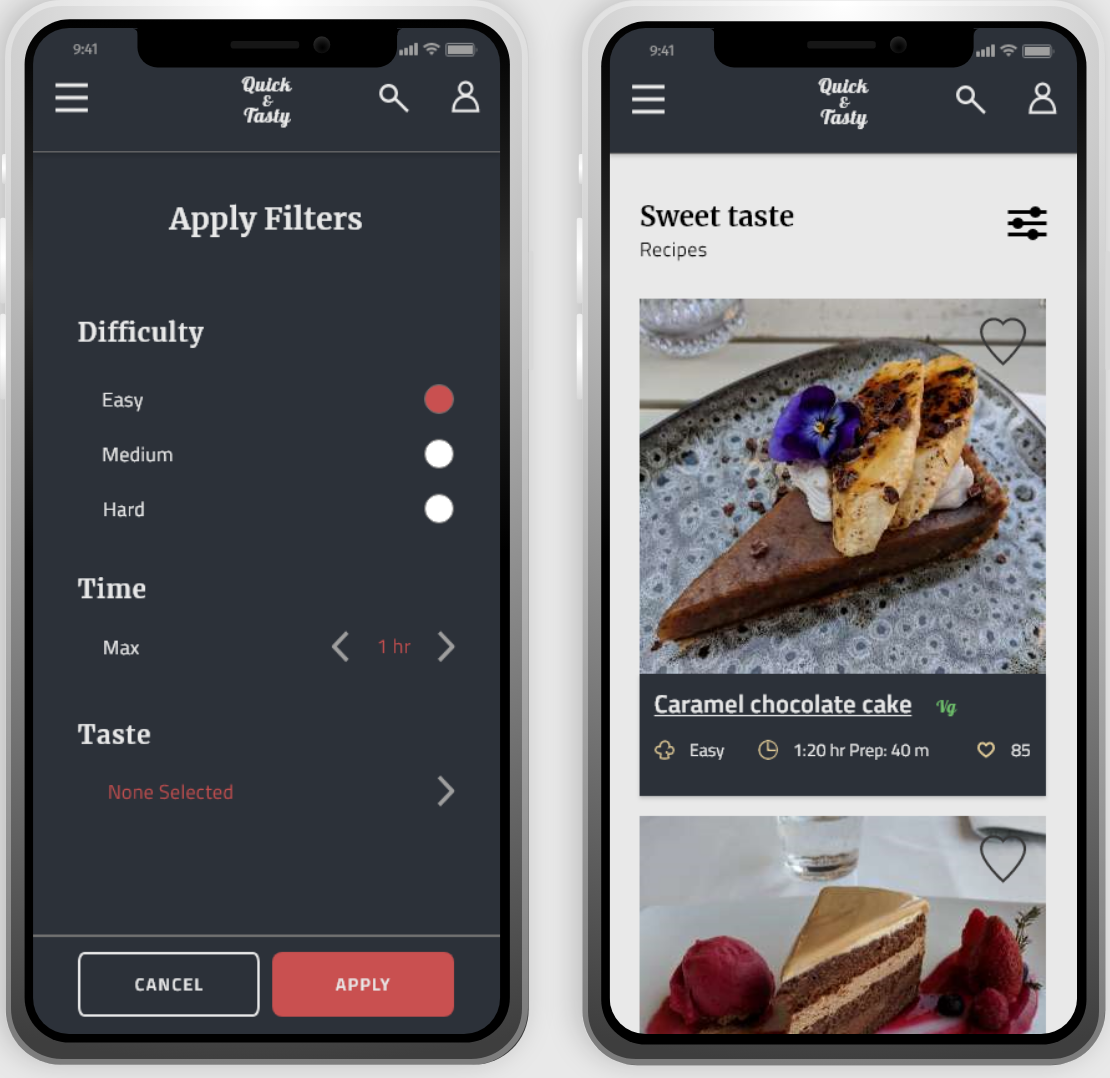 9:41
Quick
&
Tasty
Apply Filters
Difficulty
Easy
Medium
Hard
Time
Max 1 hr
Taste
None Selected
CANCEL APPLY
9:41
Quick
&
Tasty
Sweet taste
Recipes
Caramel chocolate cake Vg
Easy 1:20 hr Prep: 40 m 85